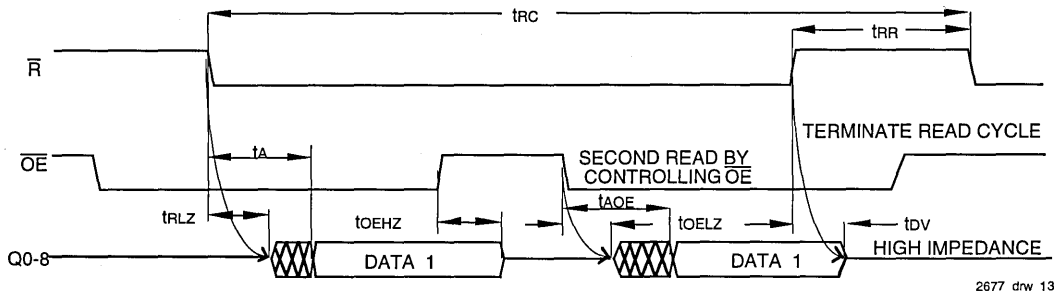 tRC
tRR
R
TERMINATE READ CYCLE
OE
tA
SECOND READ BY
CONTROLLING OE
tAOE
tRLZ
tOEHZ
tOELZ
tDV
Q0-8
DATA 1
DATA 1
HIGH IMPEDANCE
2677 drw 13